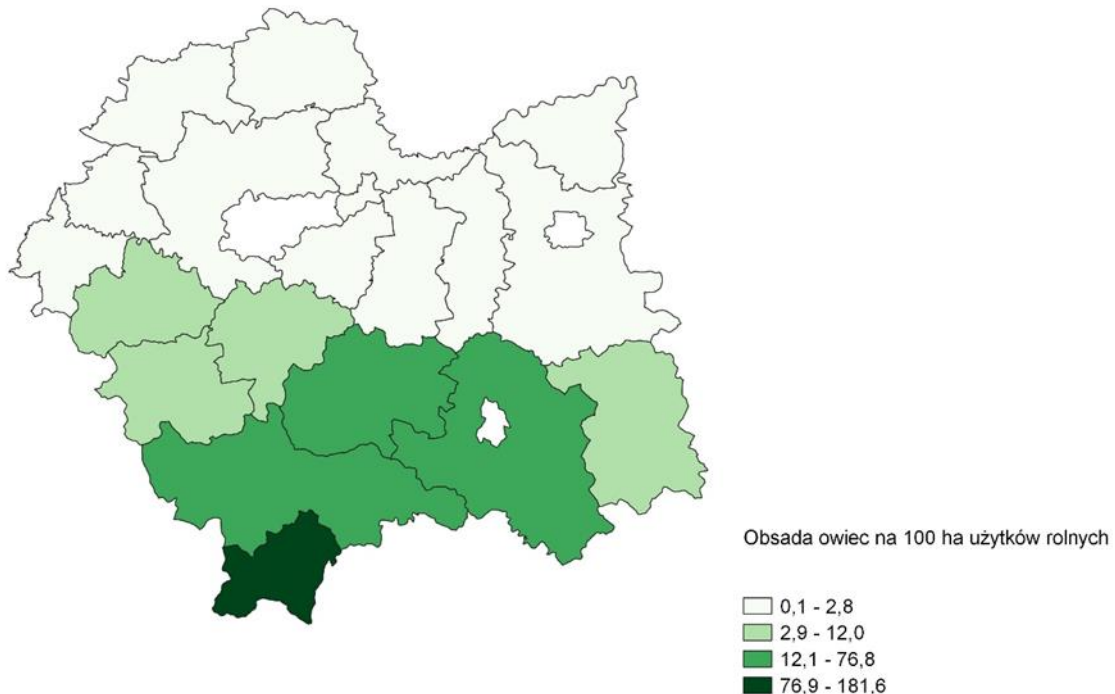 Obsada owiec na 100 ha użytków rolnych
0,1 - 2,8
2,9 - 12,0
12,1 - 76,8
76,9 - 181,6